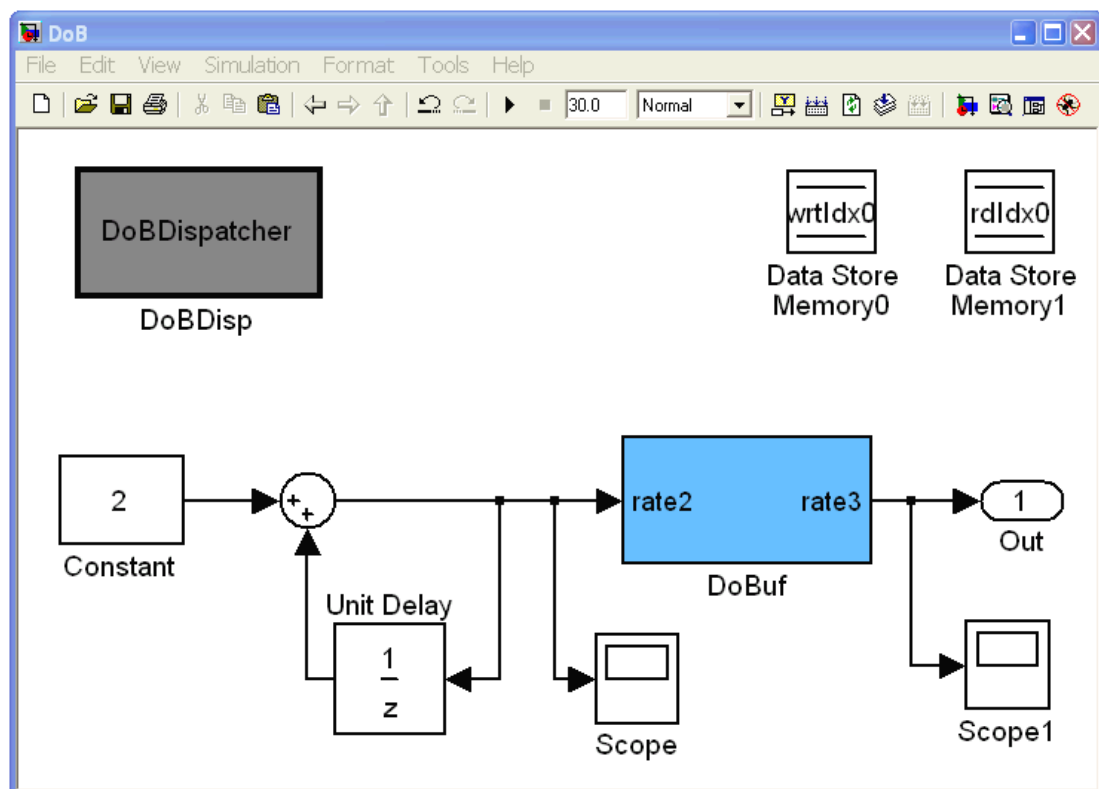 DoB
File Edit View Simulation Format Tools Help
30.0 Normal
DoBDispatcher
DoBDisp
wrtIdx0
Data Store
Memory0
rdIdx0
Data Store
Memory1
2
Constant
+
+
Unit Delay
1
z
rate2 rate3
DoBuf
1
Out
Scope
Scope1